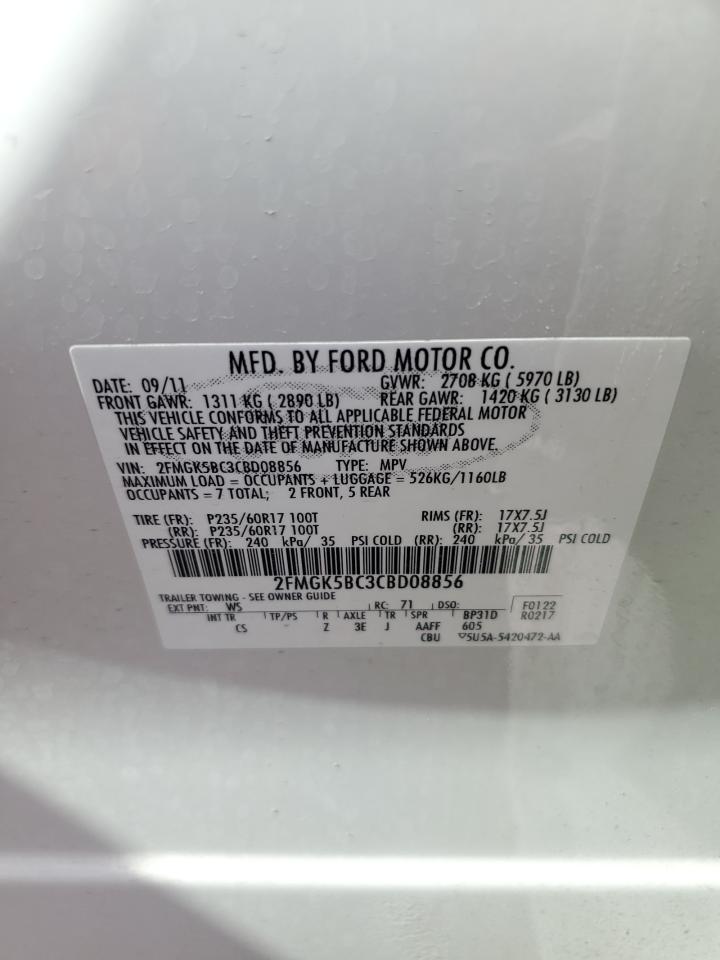 MFD. BY FORD MOTOR CO.
DATE: 09/11 GVWR: 2708 KG ( 5970 LB)
FRONT GAWR: 1311 KG ( 2890 LB) REAR GAWR: 1420 KG ( 3130 LB)
THIS VEHICLE CONFORMS TO ALL APPLICABLE FEDERAL MOTOR
VEHICLE SAFETY AND THEFT PREVENTION STANDARDS
IN EFFECT ON THE DATE OF MANUFACTURE SHOWN ABOVE.
VIN: 2FMGK5BC3CBD08856 TYPE: MPV
MAXIMUM LOAD = OCCUPANTS + LUGGAGE = 526KG/1160LB
OCCUPANTS = 7 TOTAL; 2 FRONT, 5 REAR
TIRE (FR): P235/60R17 100T RIMS (FR): 17X7.5J
(RR): P235/60R17 100T (RR): 17X7.5J
PRESSURE (FR): 240 kPa/ 35 PSI COLD (RR): 240 kPa/ 35 PSI COLD
2FMGK5BC3CBD08856
TRAILER TOWING - SEE OWNER GUIDE
EXT PNT: WS RC: 71 DSO: F0122
INT TR TP/PS R AXLE TR SPR BP31D R0217
CS - Z 3E J AAFF 605
CBU 5U5A-5420472-AA